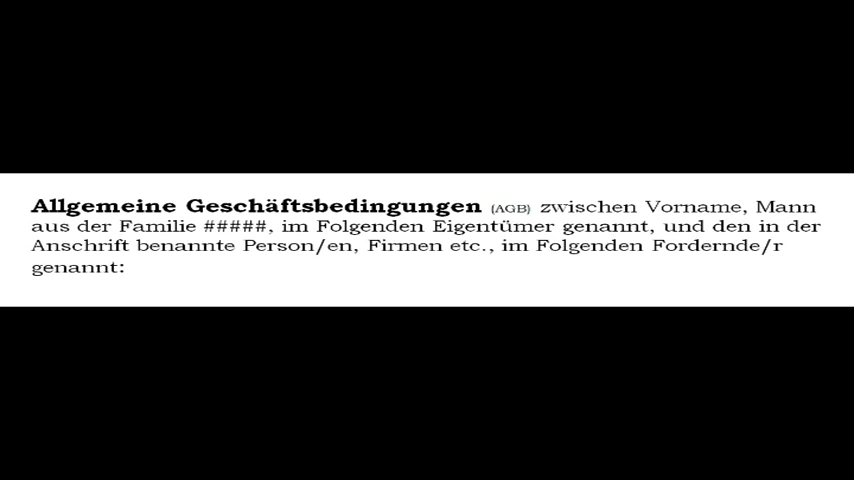 Allgemeine Geschäftsbedingungen (AGB) zwischen Vorname, Mann
aus der Familie #####, im Folgenden Eigentümer genannt, und den in der
Anschrift benannte Person/en, Firmen etc., im Folgenden Fordernde/r
genannt: